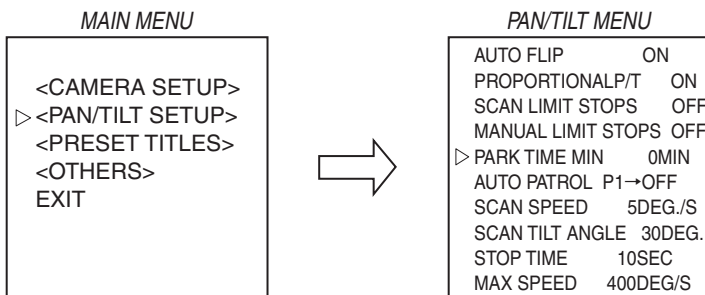 MAIN MENU
<CAMERA SETUP>
<PAN/TILT SETUP>
<PRESET TITLES>
<OTHERS>
EXIT
PAN/TILT MENU
AUTO FLIP ON
PROPORTIONALP/T ON
SCAN LIMIT STOPS OFF
MANUAL LIMIT STOPS OFF
PARK TIME MIN 0MIN
AUTO PATROL P1→OFF
SCAN SPEED 5DEG./S
SCAN TILT ANGLE 30DEG.
STOP TIME 10SEC
MAX SPEED 400DEG/S